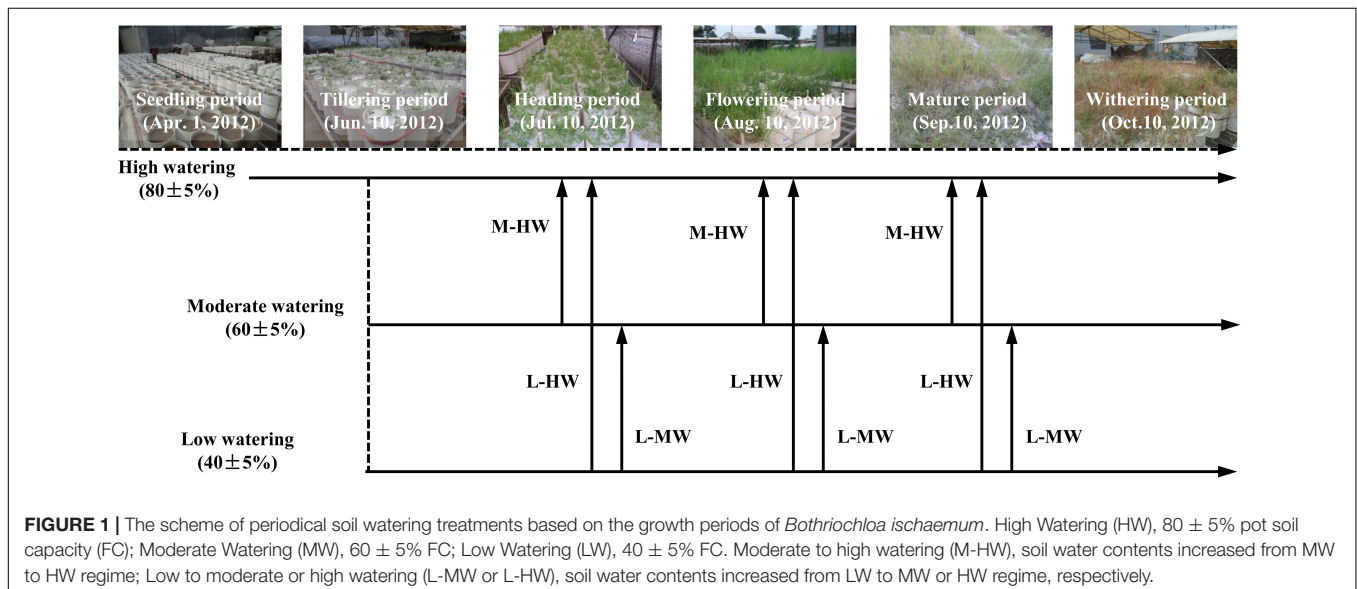 Seedling period
(Apr. 1, 2012)
Tillering period
(Jun. 10, 2012)
Heading period
(Jul. 10, 2012)
Flowering period
(Aug. 10, 2012)
Mature period
(Sep.10, 2012)
Withering period
(Oct.10, 2012)
High watering
(80±5%)
M-HW
M-HW
M-HW
Moderate watering
(60±5%)
L-HW
L-HW
L-HW
Low watering
(40±5%)
L-MW
L-MW
L-MW
FIGURE 1 | The scheme of periodical soil watering treatments based on the growth periods of Bothriochloa ischaemum. High Watering (HW), 80 ± 5% pot soil
capacity (FC); Moderate Watering (MW), 60 ± 5% FC; Low Watering (LW), 40 ± 5% FC. Moderate to high watering (M-HW), soil water contents increased from MW
to HW regime; Low to moderate or high watering (L-MW or L-HW), soil water contents increased from LW to MW or HW regime, respectively.